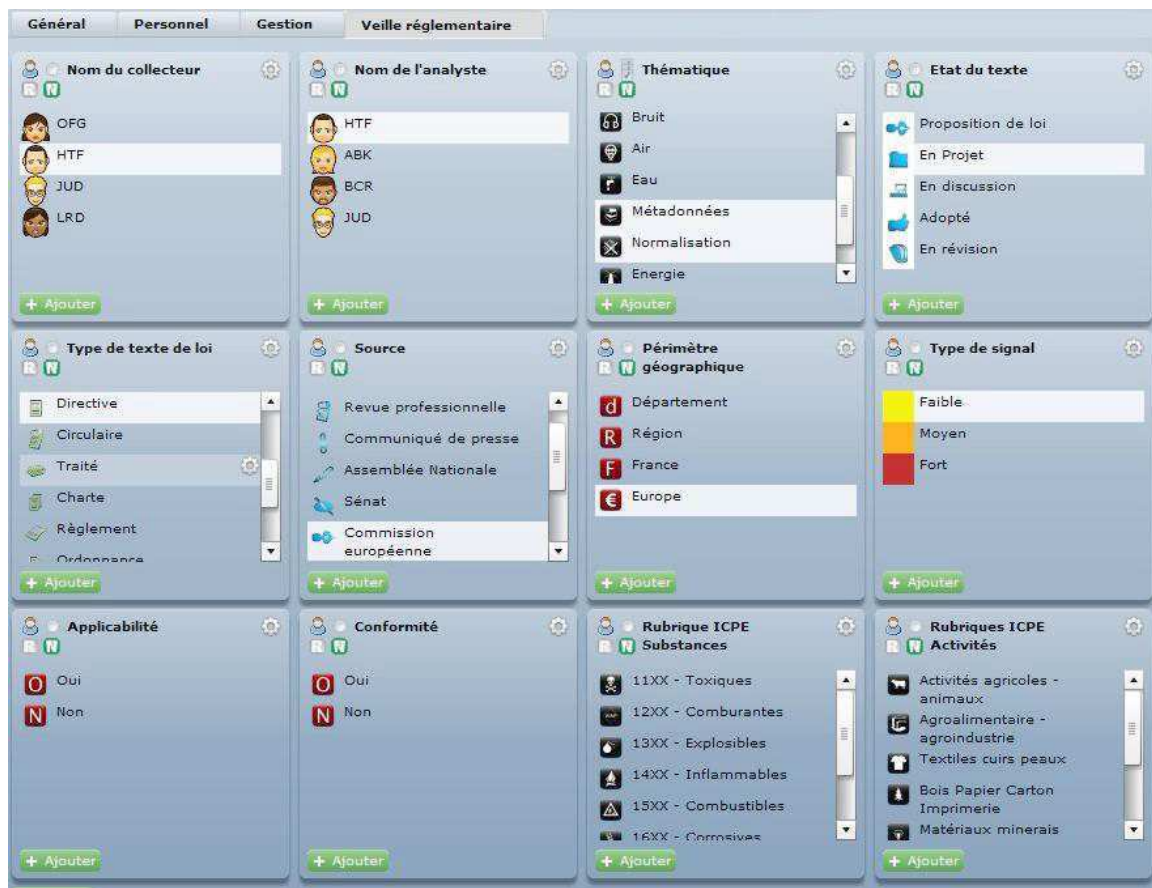 Général
Personnel
Gestion
Veille réglementaire
Nom du collecteur
R N
OFG
HTF
JUD
LRD
+ Ajouter
Nom de l'analyste
R N
HTF
ABK
BCR
JUD
+ Ajouter
Thématique
R N
Bruit
Air
Eau
Métadonnées
Normalisation
Energie
+ Ajouter
Etat du texte
R N
Proposition de loi
En Projet
En discussion
Adopté
En révision
+ Ajouter
Type de texte de loi
R N
Directive
Circulaire
Traité
Charte
Règlement
Ordonnance
+ Ajouter
Source
R N
Revue professionnelle
Communiqué de presse
Assemblée Nationale
Sénat
Commission
européenne
+ Ajouter
Périmètre
R N géographique
d Département
R Région
F France
€ Europe
+ Ajouter
Type de signal
R N
Faible
Moyen
Fort
+ Ajouter
Applicabilité
R N
O Oui
N Non
+ Ajouter
Conformité
R N
O Oui
N Non
+ Ajouter
Rubrique ICPE
R N Substances
11XX - Toxiques
12XX - Comburantes
13XX - Explosibles
14XX - Inflammables
15XX - Combustibles
16XX - Corrosives
+ Ajouter
Rubriques ICPE
R N Activités
Activités agricoles -
animaux
Agroalimentaire -
agroindustrie
Textiles cuirs peaux
Bois Papier Carton
Imprimerie
Matériaux minerais
+ Ajouter